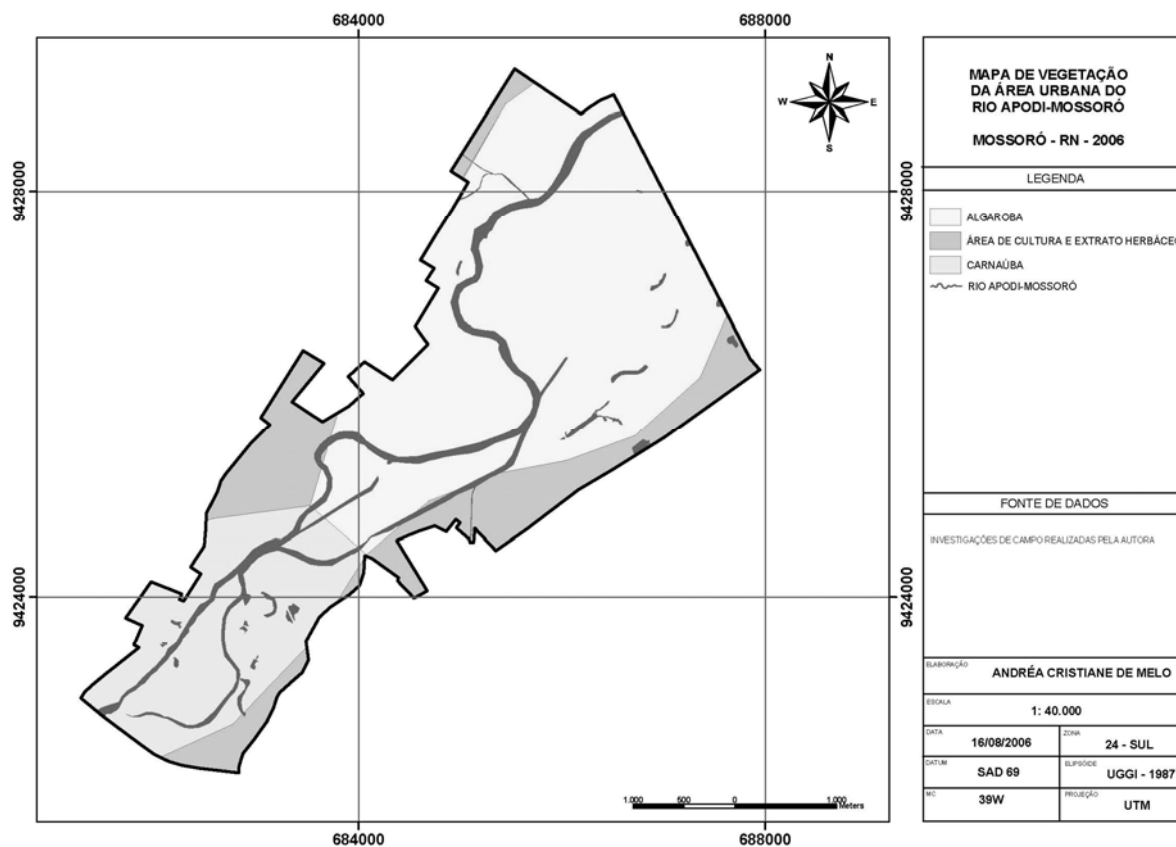 684000
688000
9428000
9428000
9424000
9424000
684000
688000
N
W
E
S
1.000 500 0 1.000
Meters
MAPA DE VEGETAÇÃO
DA ÁREA URBANA DO
RIO APODI-MOSSORÓ
MOSSORÓ - RN - 2006
LEGENDA
ALGAROBA
ÁREA DE CULTURA E EXTRATO HERBÁCEO
CARNAÚBA
RIO APODI-MOSSORÓ
FONTE DE DADOS
INVESTIGAÇÕES DE CAMPO REALIZADAS PELA AUTORA
ELABORAÇÃO
ANDRÉA CRISTIANE DE MELO
ESCALA
1: 40.000
DATA
16/08/2006
ZONA
24 - SUL
DATUM
SAD 69
ELIPSÓIDE
UGGI - 1987
MC
39W
PROJEÇÃO
UTM